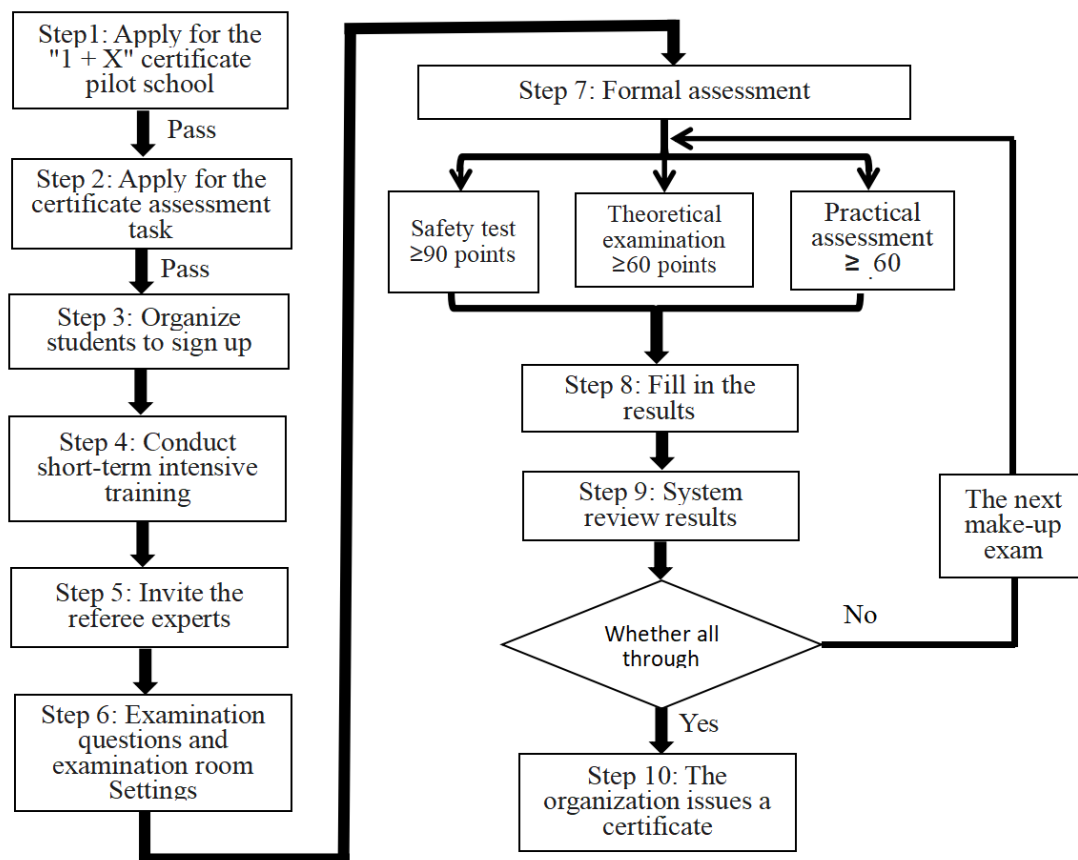 Step1: Apply for the
"1 + X" certificate
pilot school
Pass
Step 2: Apply for the
certificate assessment
task
Pass
Step 3: Organize
students to sign up
Step 4: Conduct
short-term intensive
training
Step 5: Invite the
referee experts
Step 6: Examination
questions and
examination room
Settings
Step 7: Formal assessment
Safety test
≥90 points
Theoretical
examination
≥60 points
Practical
assessment
≥ 60
Step 8: Fill in the
results
Step 9: System
review results
Whether all
through
No
The next
make-up
exam
Yes
Step 10: The
organization issues a
certificate